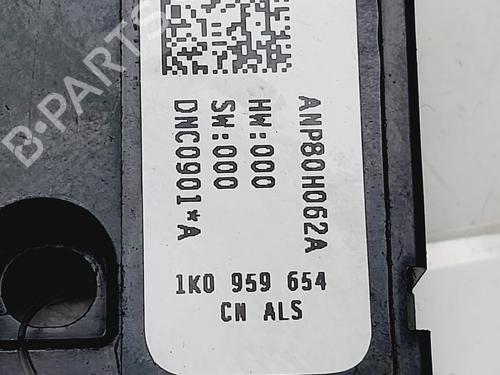 ANP80H062A
HW:000
SW:000
DNC0901*A
1K0 959 654
CN ALS
B-PARTS